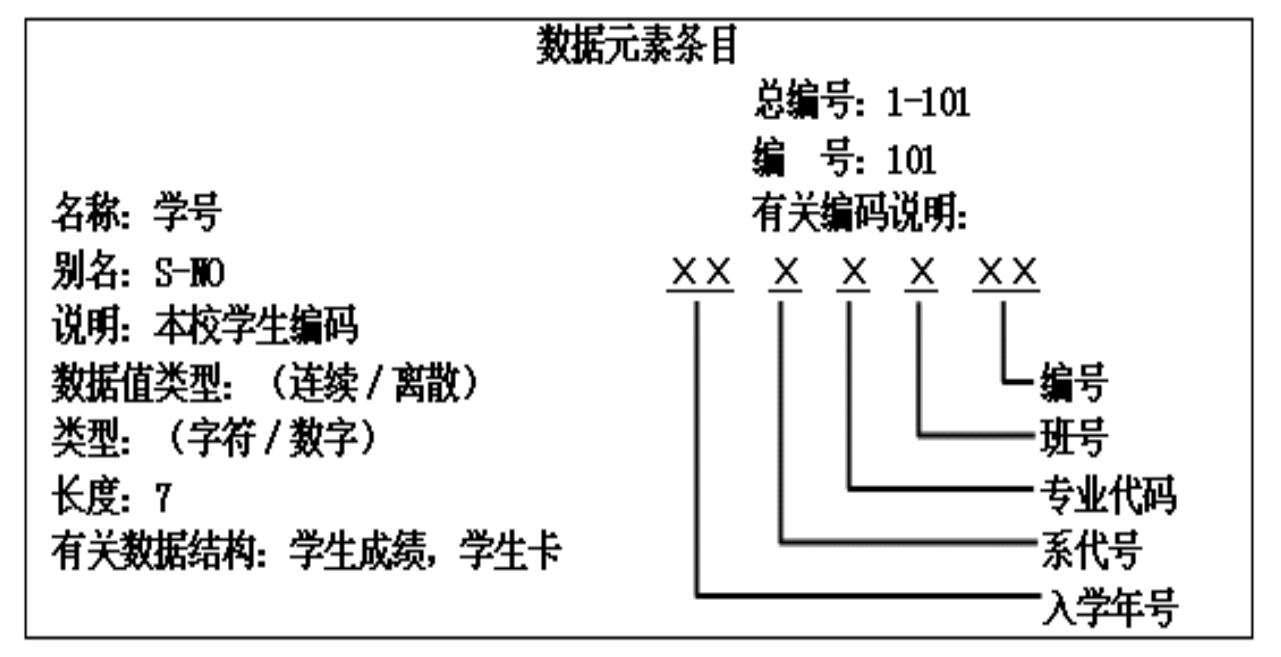 数据元素条目
总编号：1-101
编　号：101
名称：学号
有关编码说明：
别名：S-NO
XX X X X XX
说明：本校学生编码
数据值类型：（连续/离散）
编号
类型：（字符/数字）
班号
长度：7
专业代码
有关数据结构：学生成绩，学生卡
系代号
入学年号